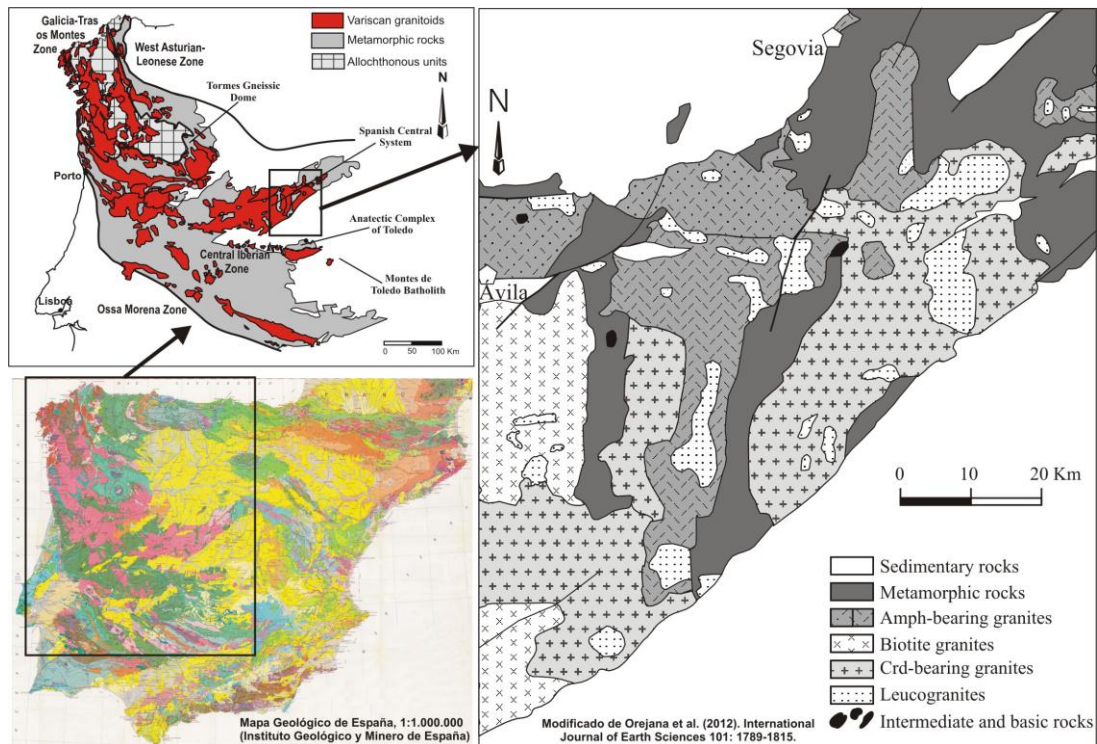 Galicia-Tras
os Montes
Zone
West Asturian-
Leonese Zone
Variscan granitoids
Metamorphic rocks
Allochthonous units
N
Tormes Gneissic
Dome
Spanish Central
System
Porto
Anatectic Complex
of Toledo
Central Iberian
Zone
Montes de
Toledo Batholith
Lisboa
Ossa Morena Zone
0 50 100 Km
Mapa Geológico de España, 1:1.000.000
(Instituto Geológico y Minero de España)
Segovia
N
Ávila
0 10 20 Km
Sedimentary rocks
Metamorphic rocks
Amph-bearing granites
Biotite granites
Crd-bearing granites
Leucogranites
Intermediate and basic rocks
Modificado de Orejana et al. (2012). International
Journal of Earth Sciences 101: 1789-1815.